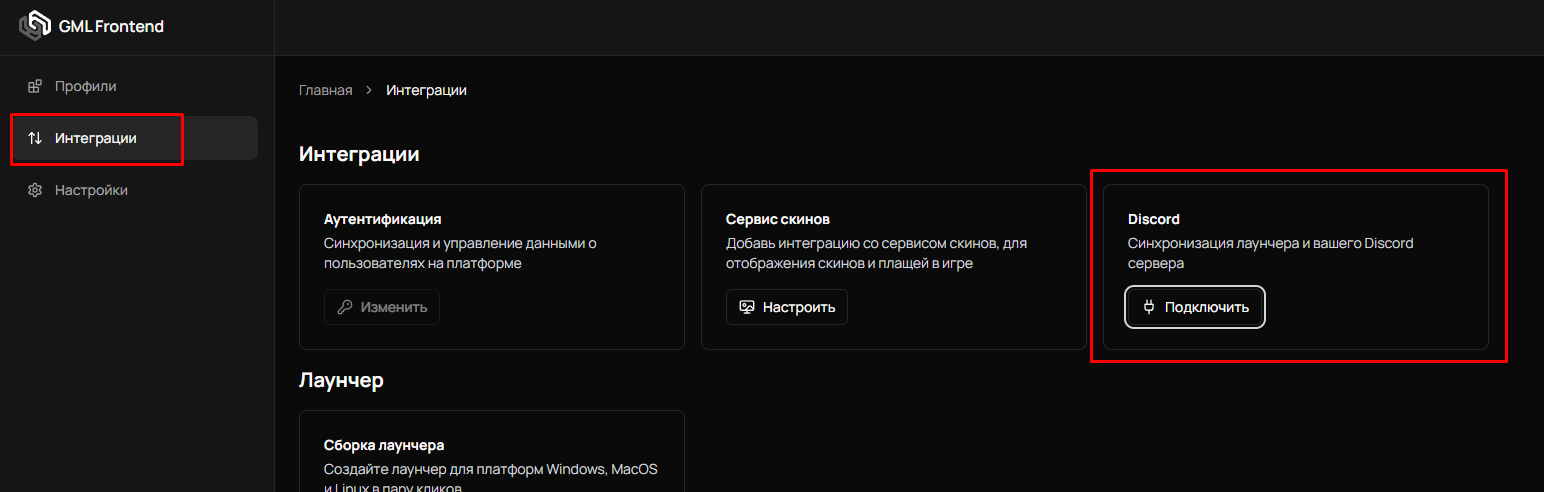 GML Frontend
Профили
Интеграции
Настройки
Главная > Интеграции
Интеграции
Аутентификация
Синхронизация и управление данными о
пользователях на платформе
Изменить
Сервис скинов
Добавь интеграцию со сервисом скинов, для
отображения скинов и плащей в игре
Настроить
Discord
Синхронизация лаунчера и вашего Discord
сервера
Подключить
Лаунчер
Сборка лаунчера
Создайте лаунчер для платформ Windows, MacOS
и Linux в пару кликов